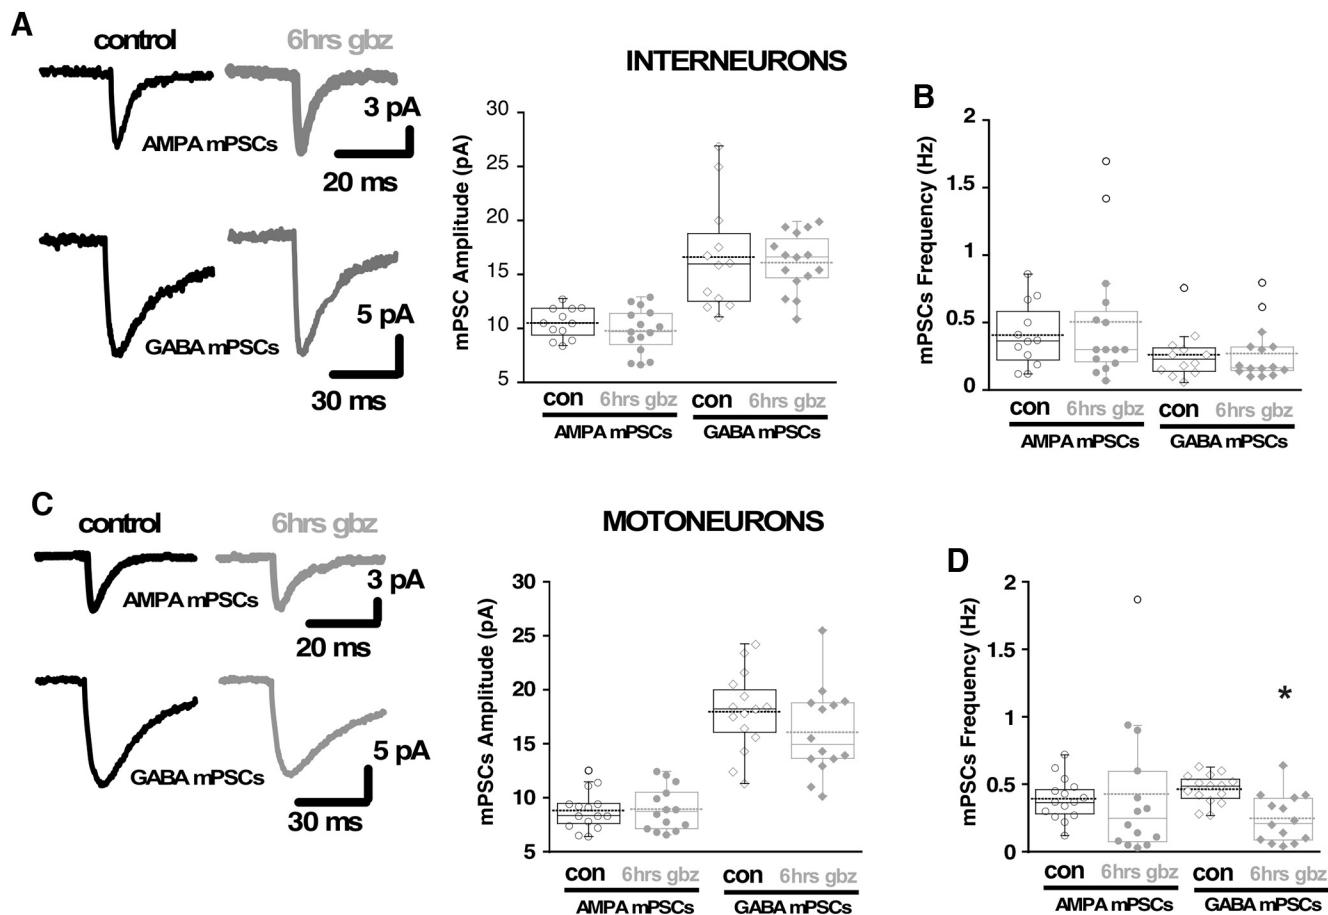 A
control
6hrs gbz
AMPA mPSCs
3 pA
20 ms
GABA mPSCs
5 pA
30 ms
INTERNEURONS
mPSC Amplitude (pA)
30
25
20
15
10
5
con
6hrs gbz
con
6hrs gbz
AMPA mPSCs
GABA mPSCs
B
mPSCs Frequency (Hz)
2
1.5
1
0.5
0
con
6hrs gbz
con
6hrs gbz
AMPA mPSCs
GABA mPSCs
C
control
6hrs gbz
AMPA mPSCs
3 pA
20 ms
GABA mPSCs
5 pA
30 ms
MOTONEURONS
mPSCs Amplitude (pA)
30
25
20
15
10
5
con
6hrs gbz
con
6hrs gbz
AMPA mPSCs
GABA mPSCs
D
mPSCs Frequency (Hz)
2
1.5
1
0.5
0
*
con
6hrs gbz
con
6hrs gbz
AMPA mPSCs
GABA mPSCs